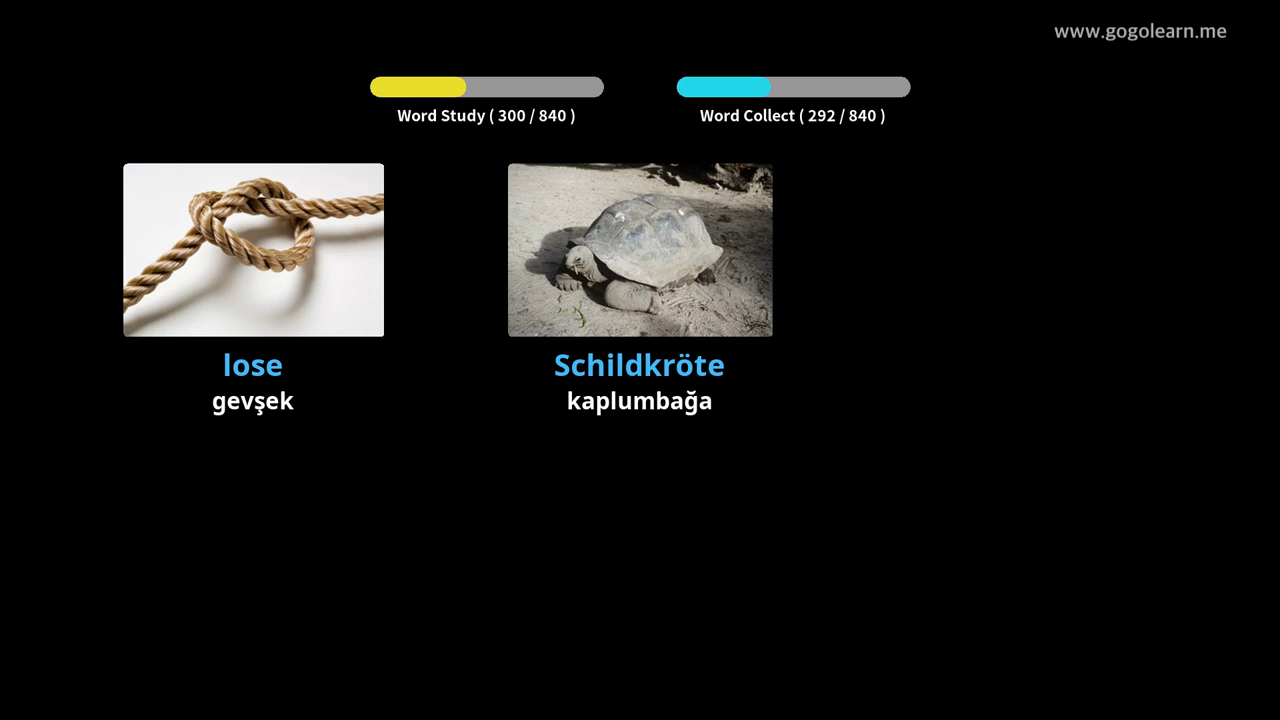 www.gogolearn.me
Word Study ( 300 / 840 )
Word Collect ( 292 / 840 )
lose
gevşek
Schildkröte
kaplumbağa